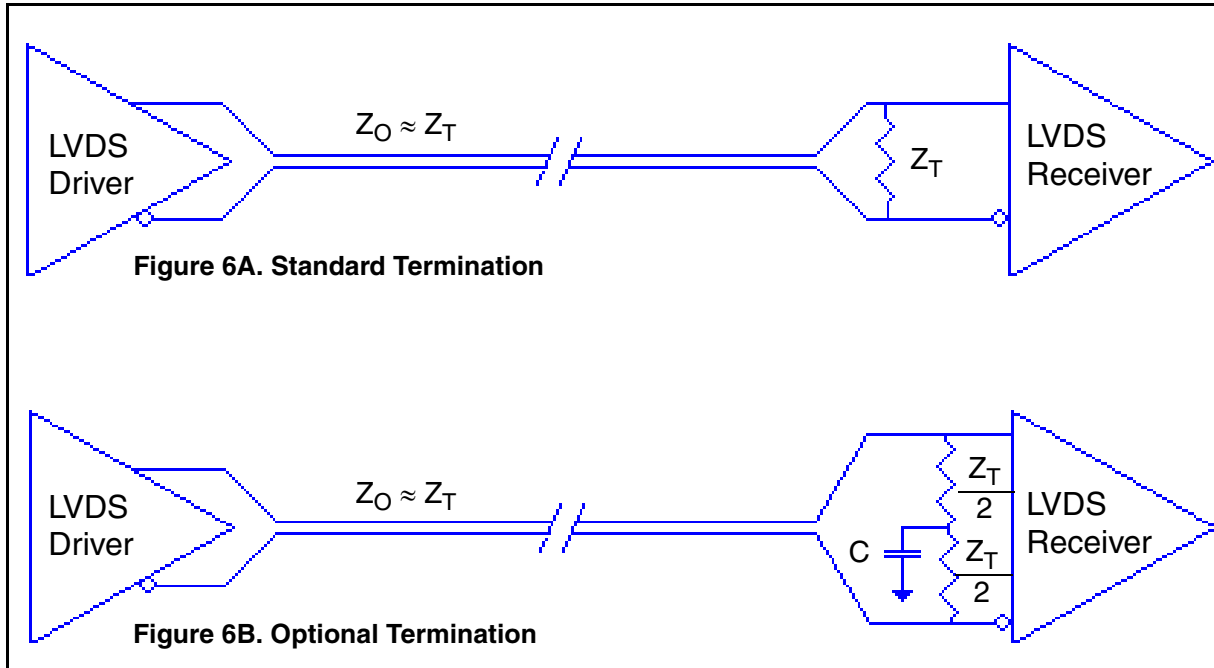 LVDS
Driver
Z_O ≈ Z_T
Z_T
LVDS
Receiver
Figure 6A. Standard Termination
LVDS
Driver
Z_O ≈ Z_T
C
Z_T
2
Z_T
2
LVDS
Receiver
Figure 6B. Optional Termination